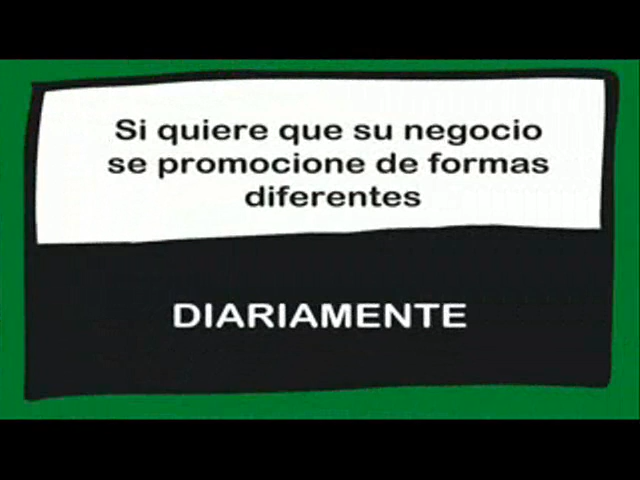 Si quiere que su negocio
se promocione de formas
diferentes
DIARIAMENTE